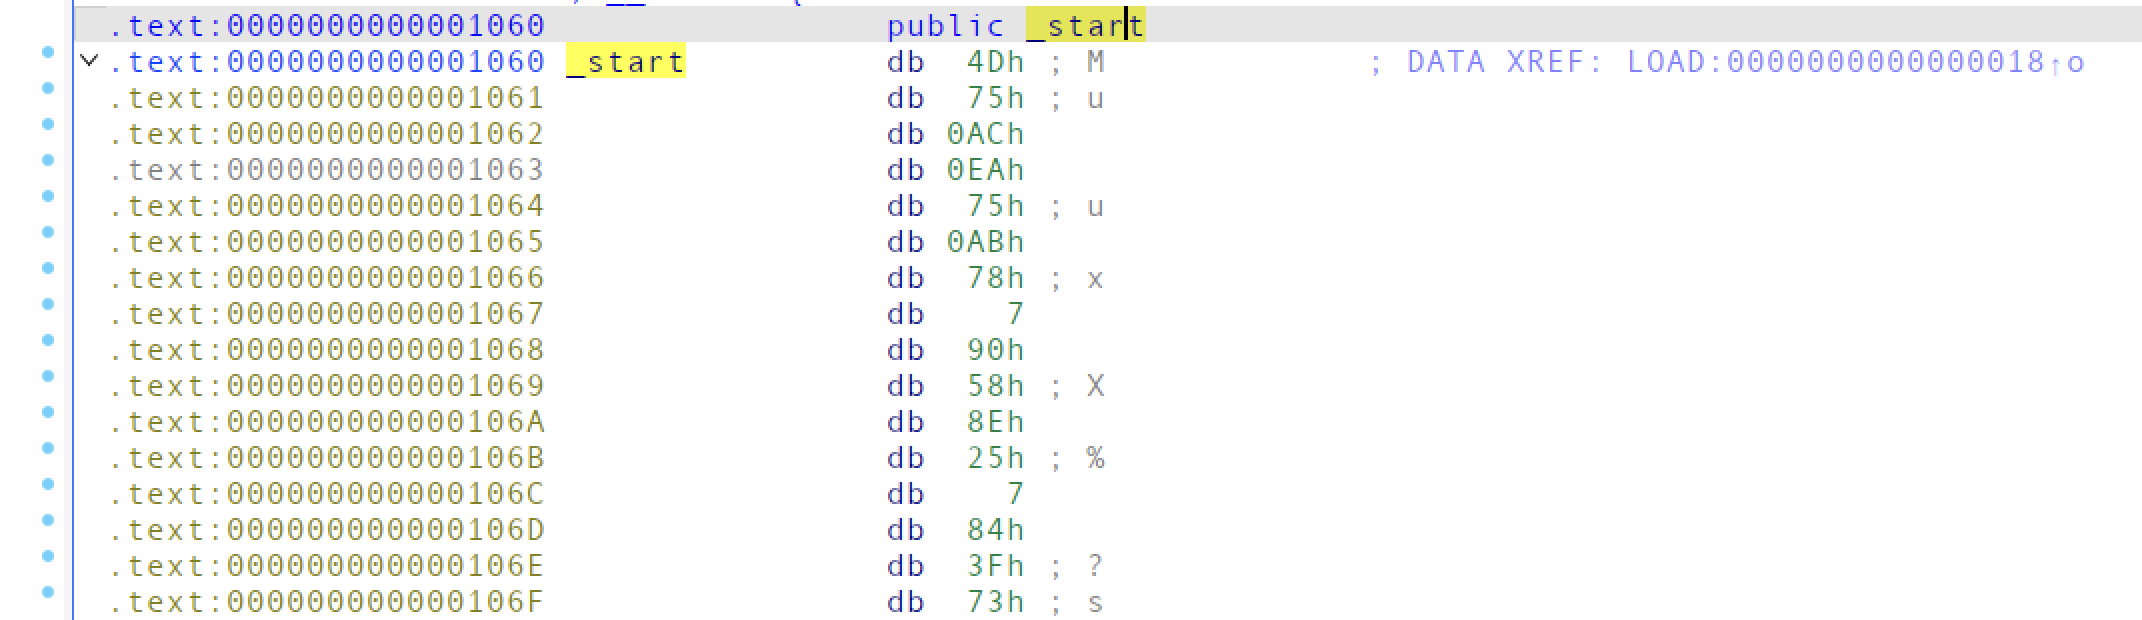 .text:0000000000001060 public _start
.text:0000000000001060 _start db 4Dh ; M ; DATA XREF: LOAD:0000000000000018↑o
.text:0000000000001061 db 75h ; u
.text:0000000000001062 db 0ACh
.text:0000000000001063 db 0EAh
.text:0000000000001064 db 75h ; u
.text:0000000000001065 db 0ABh
.text:0000000000001066 db 78h ; x
.text:0000000000001067 db 7
.text:0000000000001068 db 90h
.text:0000000000001069 db 58h ; X
.text:000000000000106A db 8Eh
.text:000000000000106B db 25h ; %
.text:000000000000106C db 7
.text:000000000000106D db 84h
.text:000000000000106E db 3Fh ; ?
.text:000000000000106F db 73h ; s